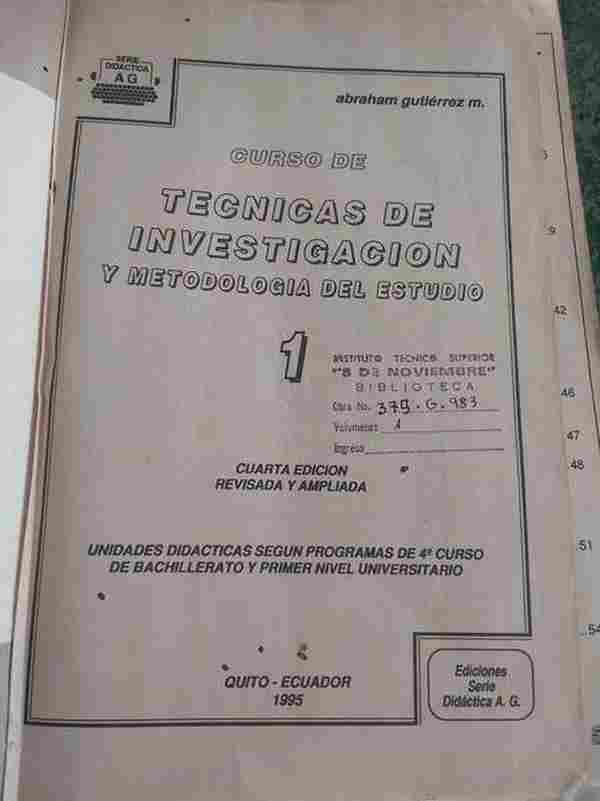 SERIE
DIDACTICA
A G
abraham gutiérrez m.
CURSO DE
TECNICAS DE
INVESTIGACION
Y METODOLOGIA DEL ESTUDIO
1
INSTITUTO TECNICO SUPERIOR
"8 DE NOVIEMBRE"
BIBLIOTECA
Obra No. 379.G.983
Volumenes 1
Ingreso
CUARTA EDICION
REVISADA Y AMPLIADA
UNIDADES DIDACTICAS SEGUN PROGRAMAS DE 4º CURSO
DE BACHILLERATO Y PRIMER NIVEL UNIVERSITARIO
QUITO - ECUADOR
1995
Ediciones
Serie
Didáctica A. G.
9
42
46
47
48
51
54